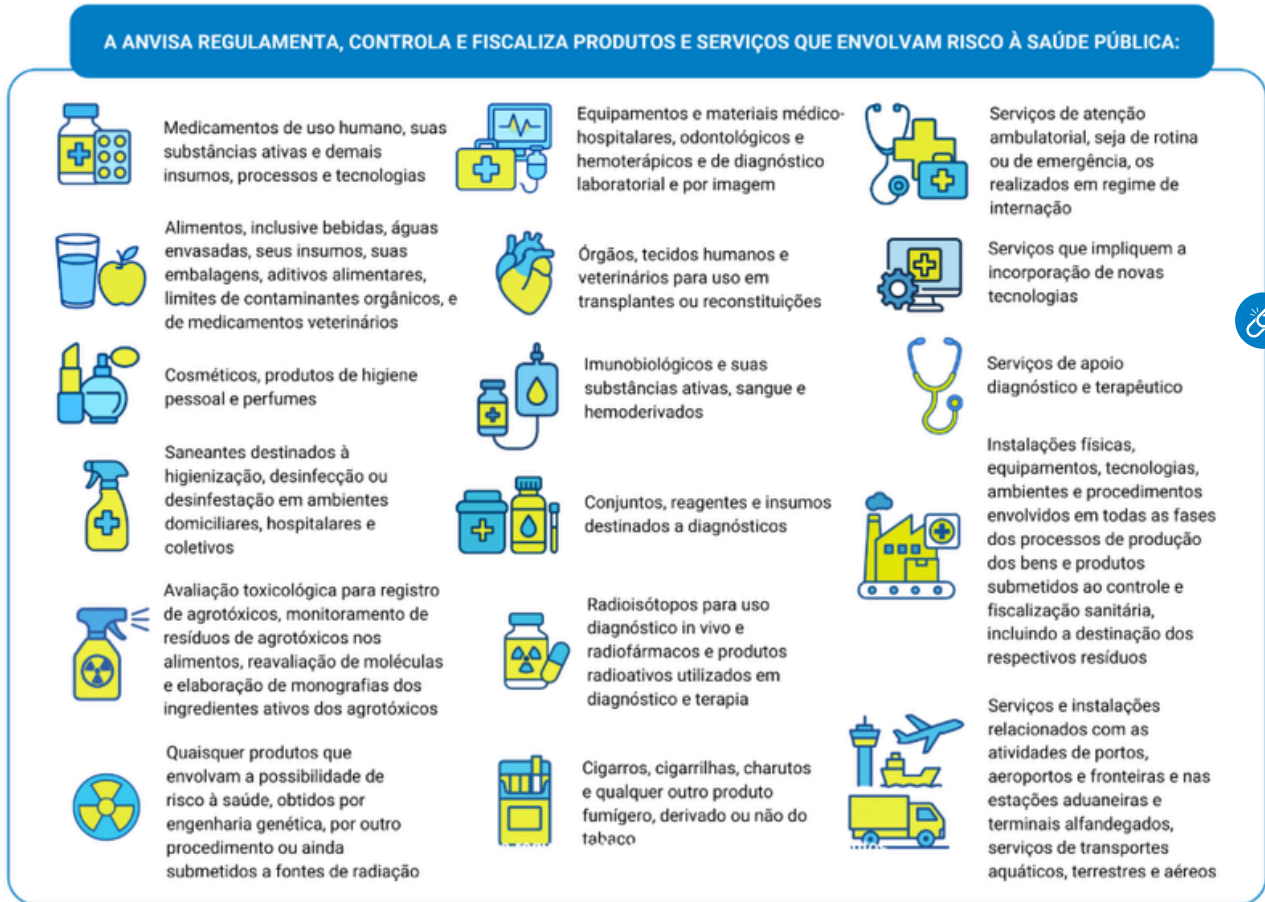 A ANVISA REGULAMENTA, CONTROLA E FISCALIZA PRODUTOS E SERVIÇOS QUE ENVOLVAM RISCO À SAÚDE PÚBLICA:
Medicamentos de uso humano, suas
substâncias ativas e demais
insumos, processos e tecnologias
Alimentos, inclusive bebidas, águas
envasadas, seus insumos, suas
embalagens, aditivos alimentares,
limites de contaminantes orgânicos, e
de medicamentos veterinários
Cosméticos, produtos de higiene
pessoal e perfumes
Saneantes destinados à
higienização, desinfecção ou
desinfestação em ambientes
domiciliares, hospitalares e
coletivos
Avaliação toxicológica para registro
de agrotóxicos, monitoramento de
resíduos de agrotóxicos nos
alimentos, reavaliação de moléculas
e elaboração de monografias dos
ingredientes ativos dos agrotóxicos
Quaisquer produtos que
envolvam a possibilidade de
risco à saúde, obtidos por
engenharia genética, por outro
procedimento ou ainda
submetidos a fontes de radiação
Equipamentos e materiais médico-
hospitalares, odontológicos e
hemoterápicos e de diagnóstico
laboratorial e por imagem
Órgãos, tecidos humanos e
veterinários para uso em
transplantes ou reconstituições
Imunobiológicos e suas
substâncias ativas, sangue e
hemoderivados
Conjuntos, reagentes e insumos
destinados a diagnósticos
Radioisótopos para uso
diagnóstico in vivo e
radiofármacos e produtos
radioativos utilizados em
diagnóstico e terapia
Cigarros, cigarrilhas, charutos
e qualquer outro produto
fumígero, derivado ou não do
tabaco
Serviços de atenção
ambulatorial, seja de rotina
ou de emergência, os
realizados em regime de
internação
Serviços que impliquem a
incorporação de novas
tecnologias
Serviços de apoio
diagnóstico e terapêutico
Instalações físicas,
equipamentos, tecnologias,
ambientes e procedimentos
envolvidos em todas as fases
dos processos de produção
dos bens e produtos
submetidos ao controle e
fiscalização sanitária,
incluindo a destinação dos
respectivos resíduos
Serviços e instalações
relacionados com as
atividades de portos,
aeroportos e fronteiras e nas
estações aduaneiras e
terminais alfandegados,
serviços de transportes
aquáticos, terrestres e aéreos